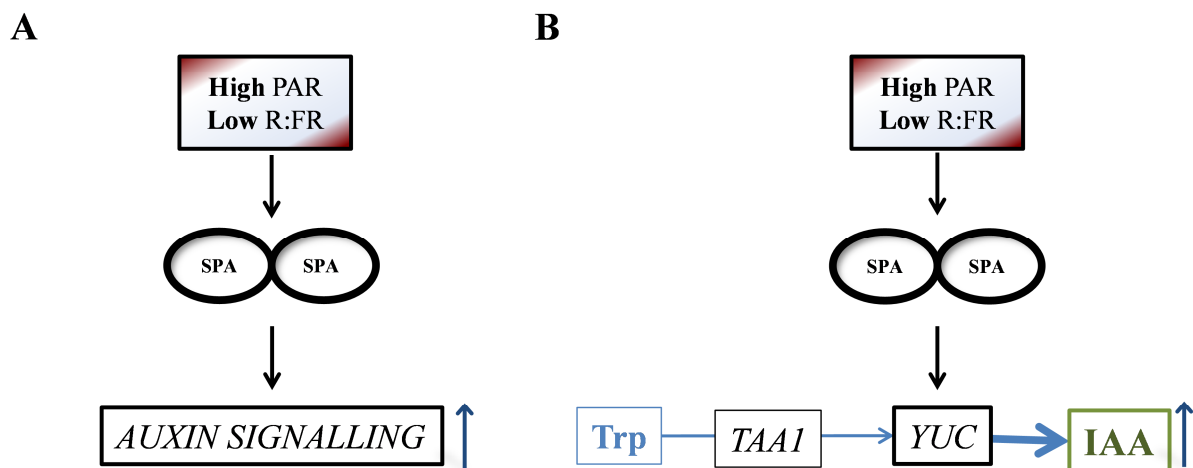 A
High PAR
Low R:FR
SPA SPA
AUXIN SIGNALLING
B
High PAR
Low R:FR
SPA SPA
Trp TAA1 YUC IAA